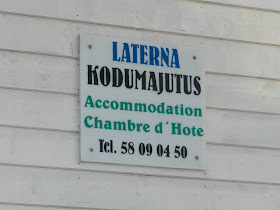 LATERNA
KODUMAJUTUS
Accommodation
Chambre d´Hote
Tel. 58 09 04 50